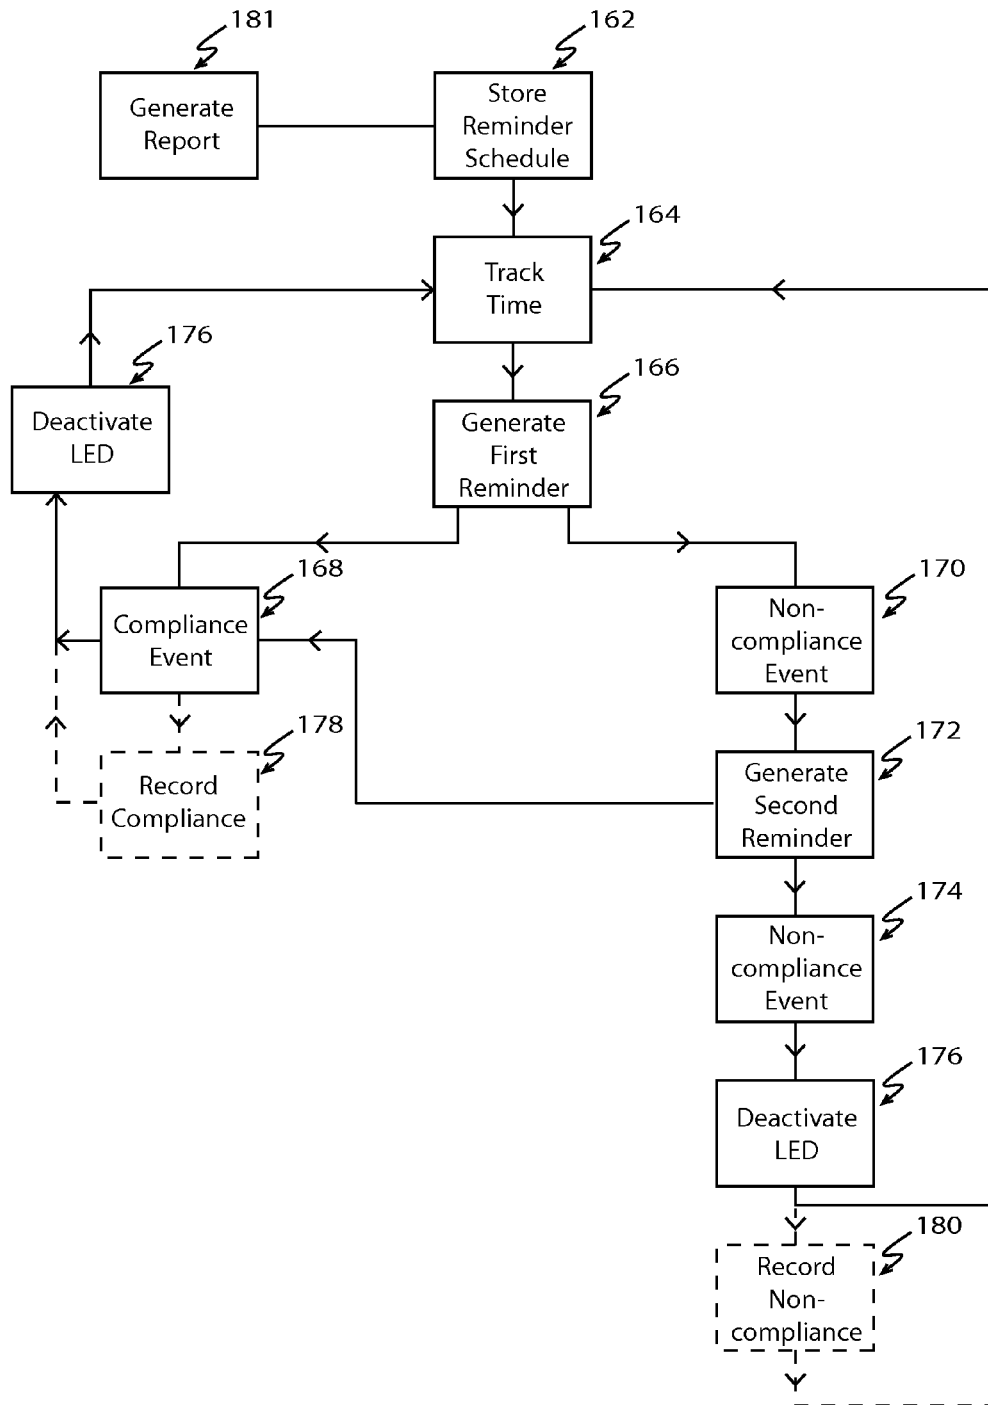 181
162
Generate
Report
Store
Reminder
Schedule
164
Track
Time
176
Deactivate
LED
166
Generate
First
Reminder
168
Compliance
Event
170
Non-
compliance
Event
178
Record
Compliance
172
Generate
Second
Reminder
174
Non-
compliance
Event
176
Deactivate
LED
180
Record
Non-
compliance